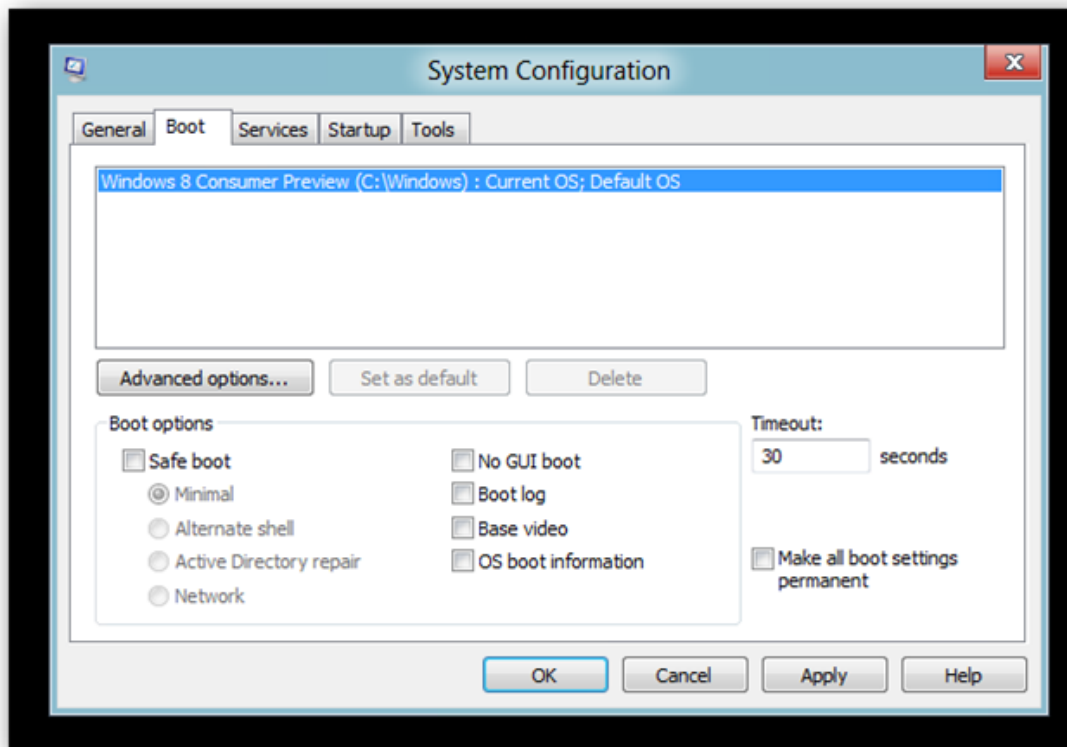 System Configuration
X
General Boot Services Startup Tools
Windows 8 Consumer Preview (C:\Windows) : Current OS; Default OS
Advanced options... Set as default Delete
Boot options
Timeout:
Safe boot No GUI boot 30 seconds
Minimal Boot log
Alternate shell Base video
Active Directory repair OS boot information Make all boot settings
permanent
Network
OK Cancel Apply Help